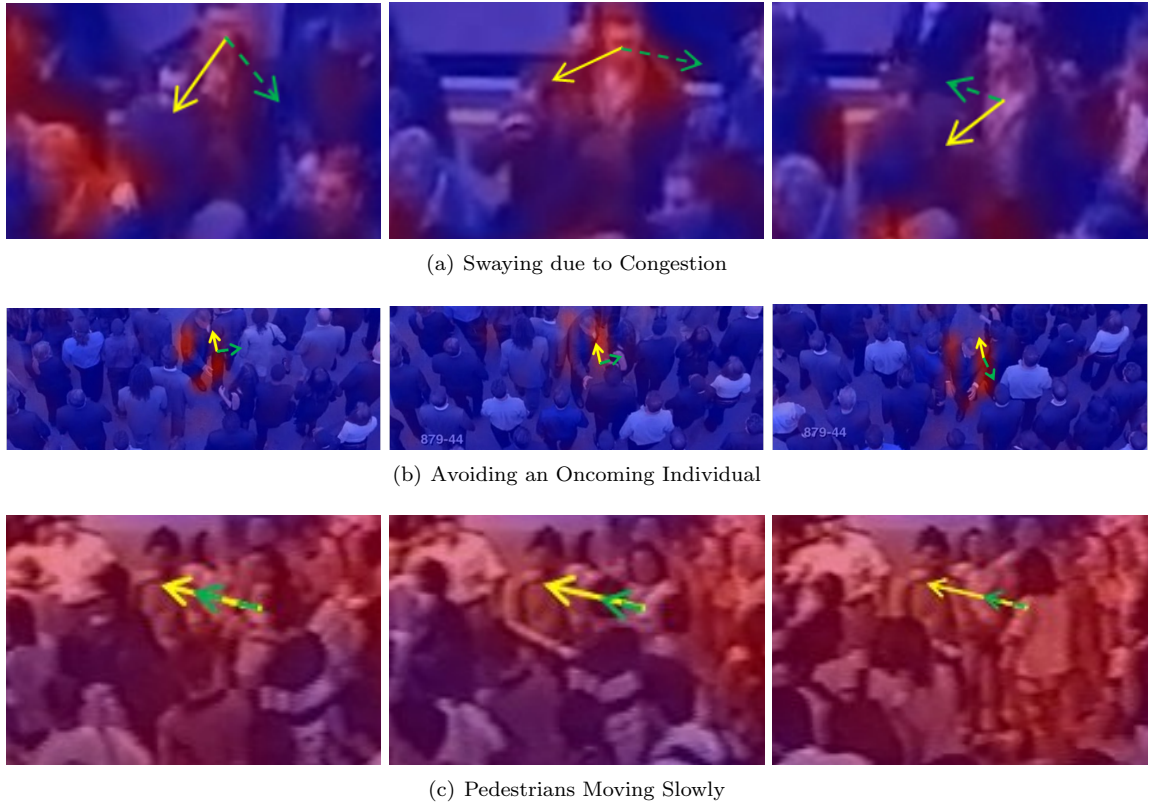 (a) Swaying due to Congestion
879-44
879-44
(b) Avoiding an Oncoming Individual
(c) Pedestrians Moving Slowly